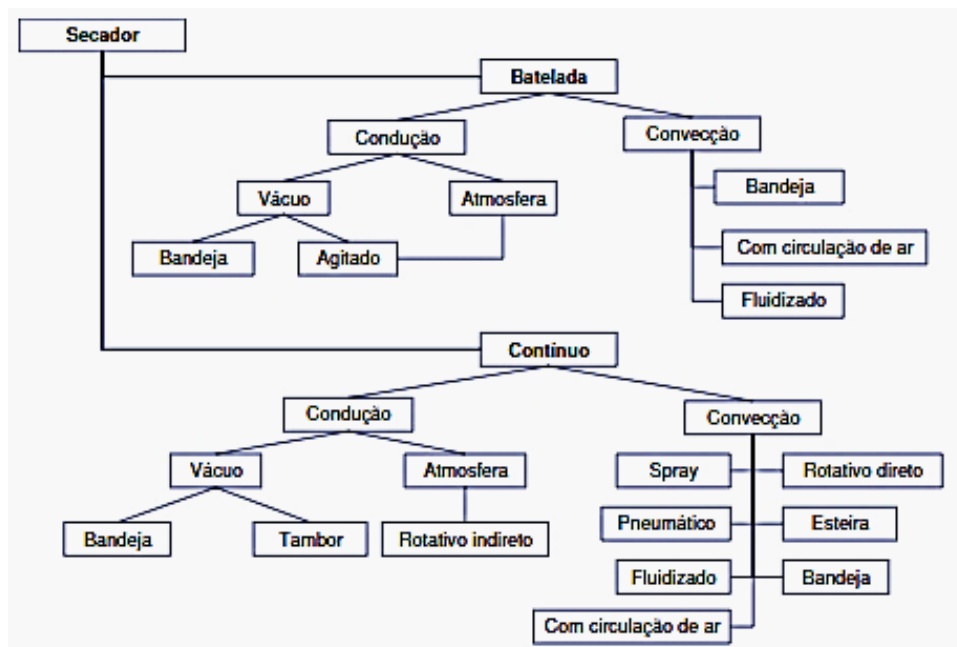 Secador
Batelada
Condução
Convecção
Vácuo
Atmosfera
Bandeja
Bandeja
Agitado
Com circulação de ar
Fluidizado
Contínuo
Condução
Convecção
Vácuo
Atmosfera
Spray
Rotativo direto
Bandeja
Tambor
Rotativo indireto
Pneumático
Esteira
Fluidizado
Bandeja
Com circulação de ar